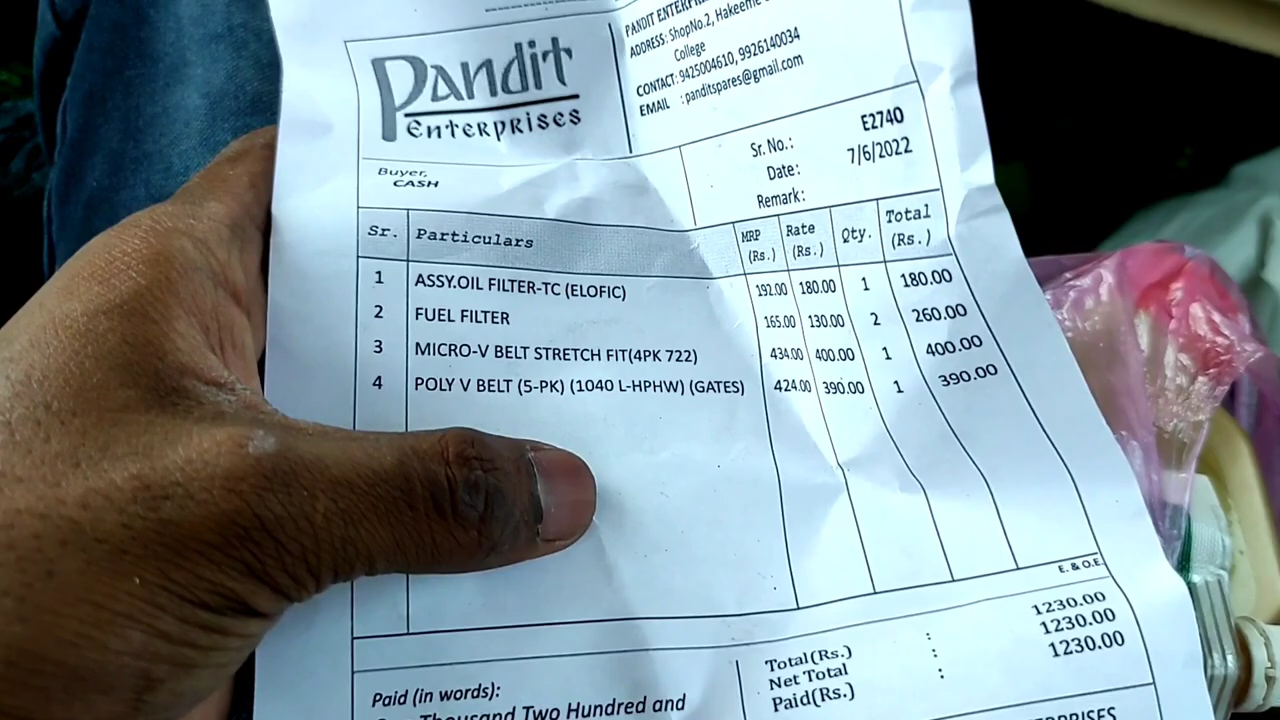 Pandit
Enterprises
PANDIT
ADDRESS: ShopNo.2,
College
CONTACT: 9425004610, 9926140034
EMAIL : panditspares@gmail.com
Buyer,
CASH
Sr. No.: E2740
Date: 7/6/2022
Remark:
Sr. Particulars MRP (Rs.) Rate (Rs.) Qty. Total (Rs.)
1 ASSY.OIL FILTER-TC (ELOFIC) 192.00 180.00 1 180.00
2 FUEL FILTER 165.00 130.00 2 260.00
3 MICRO-V BELT STRETCH FIT(4PK 722) 434.00 400.00 1 400.00
4 POLY V BELT (5-PK) (1040 L-HPHW) (GATES) 424.00 390.00 1 390.00
E. & O.E.
Total(Rs.) : 1230.00
Net Total : 1230.00
Paid(Rs.) : 1230.00
Paid (in words):
Thousand Two Hundred and